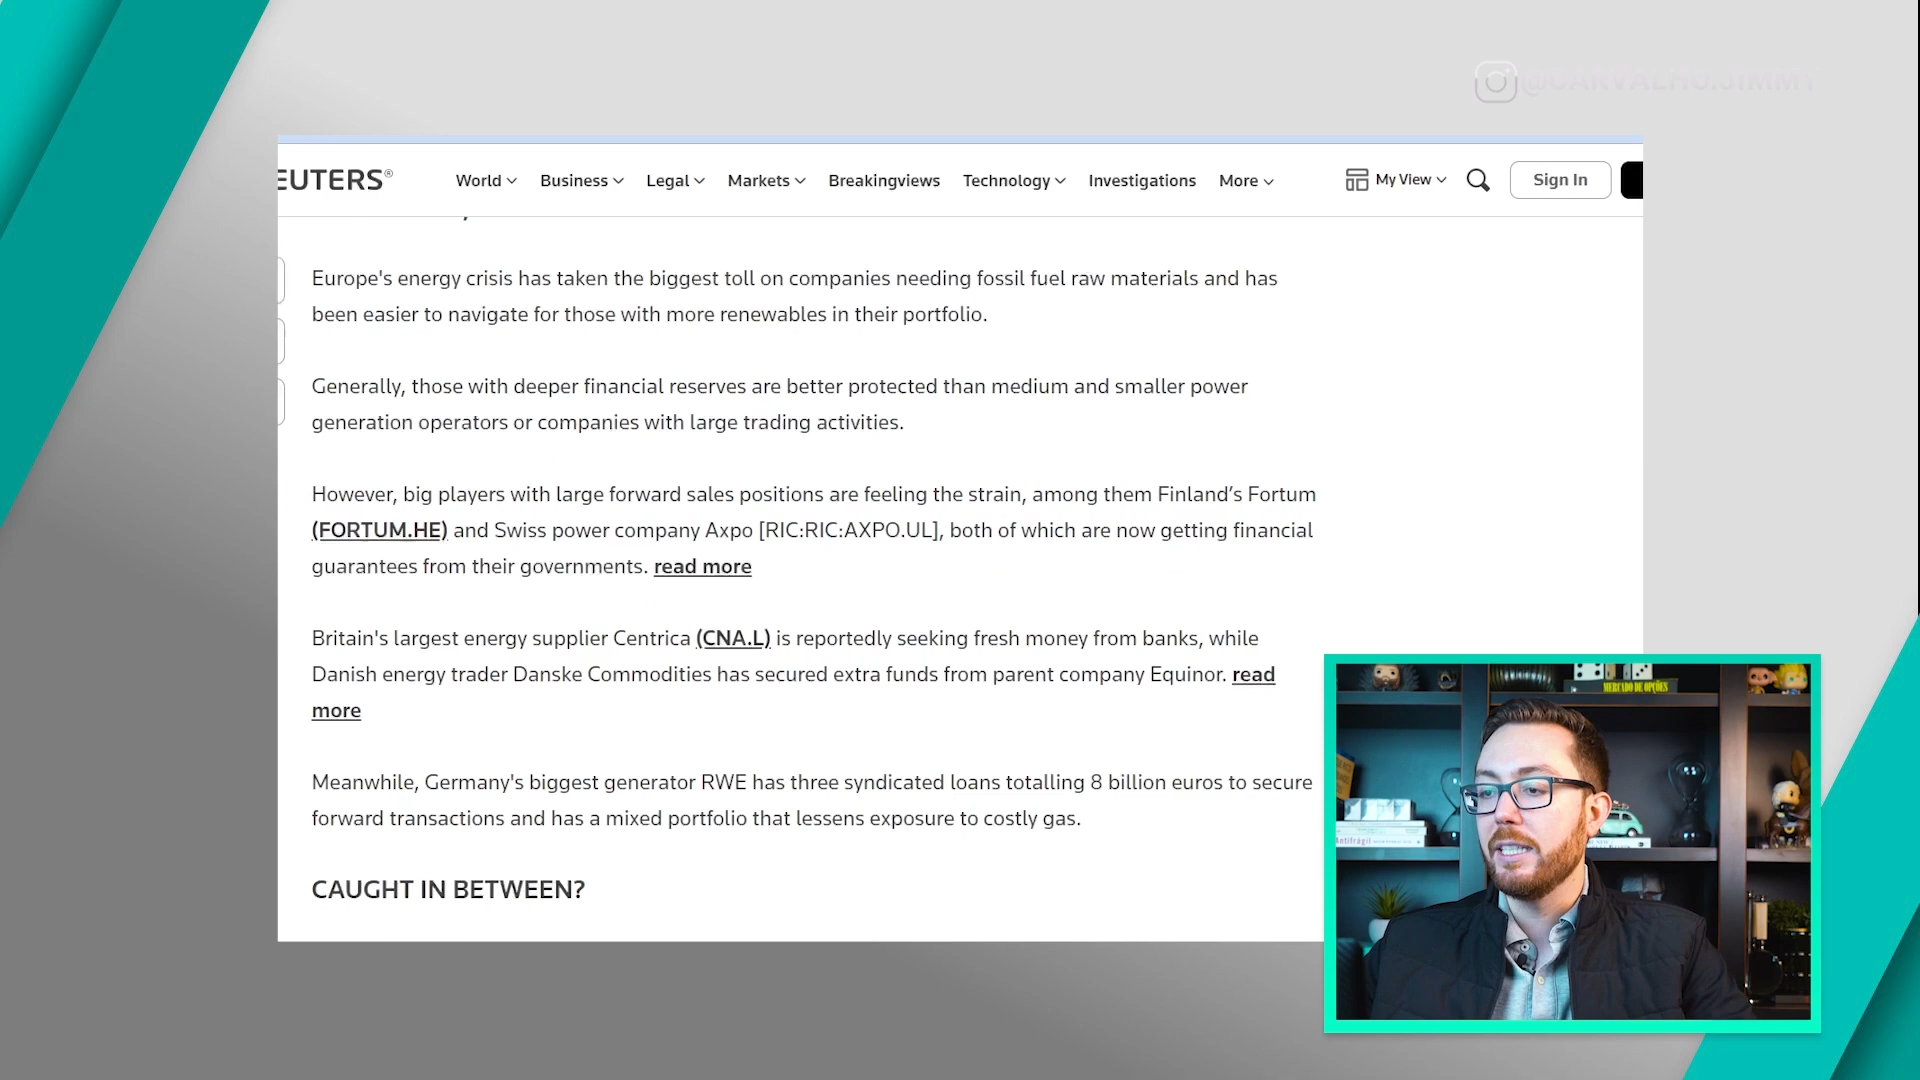 @CARVALHO.JIMMY
EUTERS®
World
Business
Legal
Markets
Breakingviews
Technology
Investigations
More
My View
Sign In
Europe's energy crisis has taken the biggest toll on companies needing fossil fuel raw materials and has
been easier to navigate for those with more renewables in their portfolio.
Generally, those with deeper financial reserves are better protected than medium and smaller power
generation operators or companies with large trading activities.
However, big players with large forward sales positions are feeling the strain, among them Finland’s Fortum
(FORTUM.HE) and Swiss power company Axpo [RIC:RIC:AXPO.UL], both of which are now getting financial
guarantees from their governments. read more
Britain's largest energy supplier Centrica (CNA.L) is reportedly seeking fresh money from banks, while
Danish energy trader Danske Commodities has secured extra funds from parent company Equinor. read
more
Meanwhile, Germany's biggest generator RWE has three syndicated loans totalling 8 billion euros to secure
forward transactions and has a mixed portfolio that lessens exposure to costly gas.
CAUGHT IN BETWEEN?
MERCADO DE OPÇÕES
Antifrágil